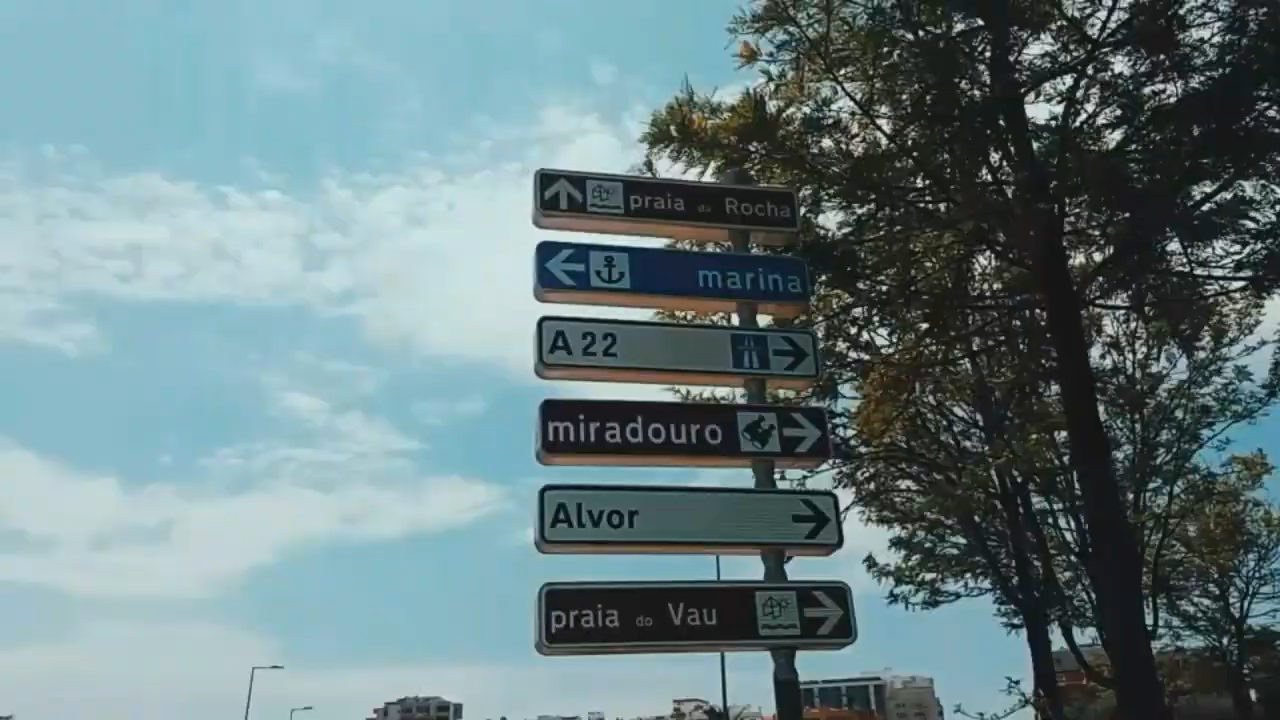 praia da Rocha
marina
A 22
miradouro
Alvor
praia do Vau